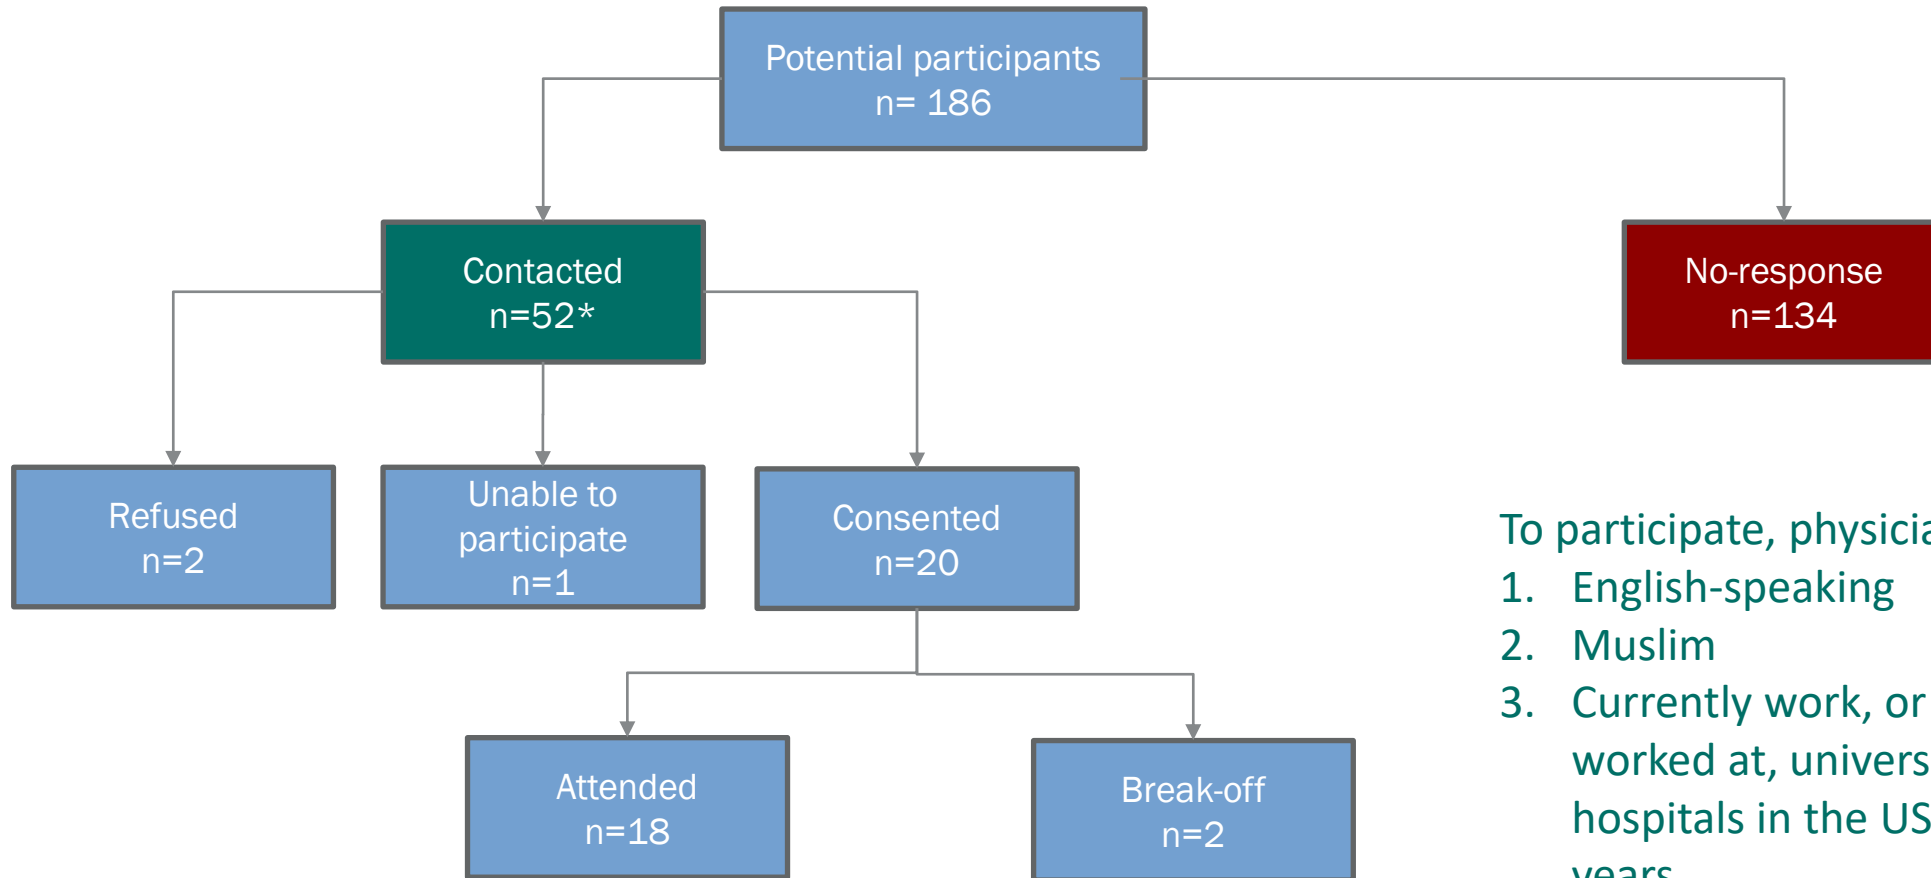 Potential participants
n= 186
Contacted
n=52*
No-response
n=134
Refused
n=2
Unable to
participate
n=1
Consented
n=20
Attended
n=18
Break-off
n=2
To participate, physicia
1. English-speaking
2. Muslim
3. Currently work, or
worked at, univers
hospitals in the US
years